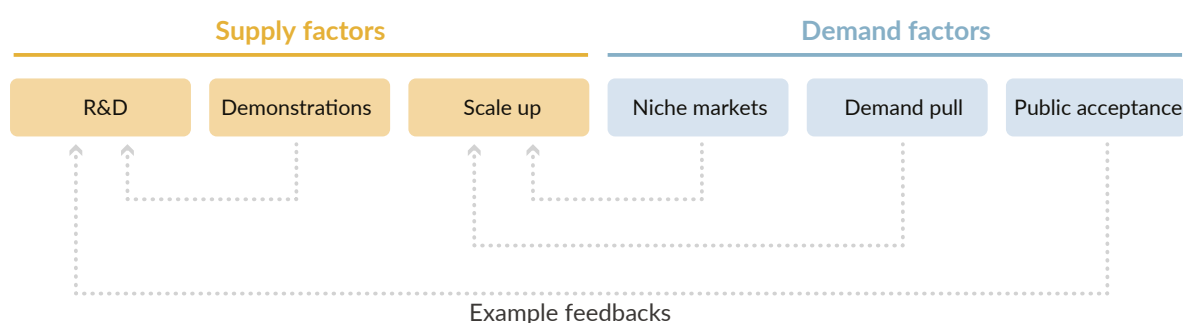 Supply factors
Demand factors
R&D
Demonstrations
Scale up
Niche markets
Demand pull
Public acceptance
Example feedbacks